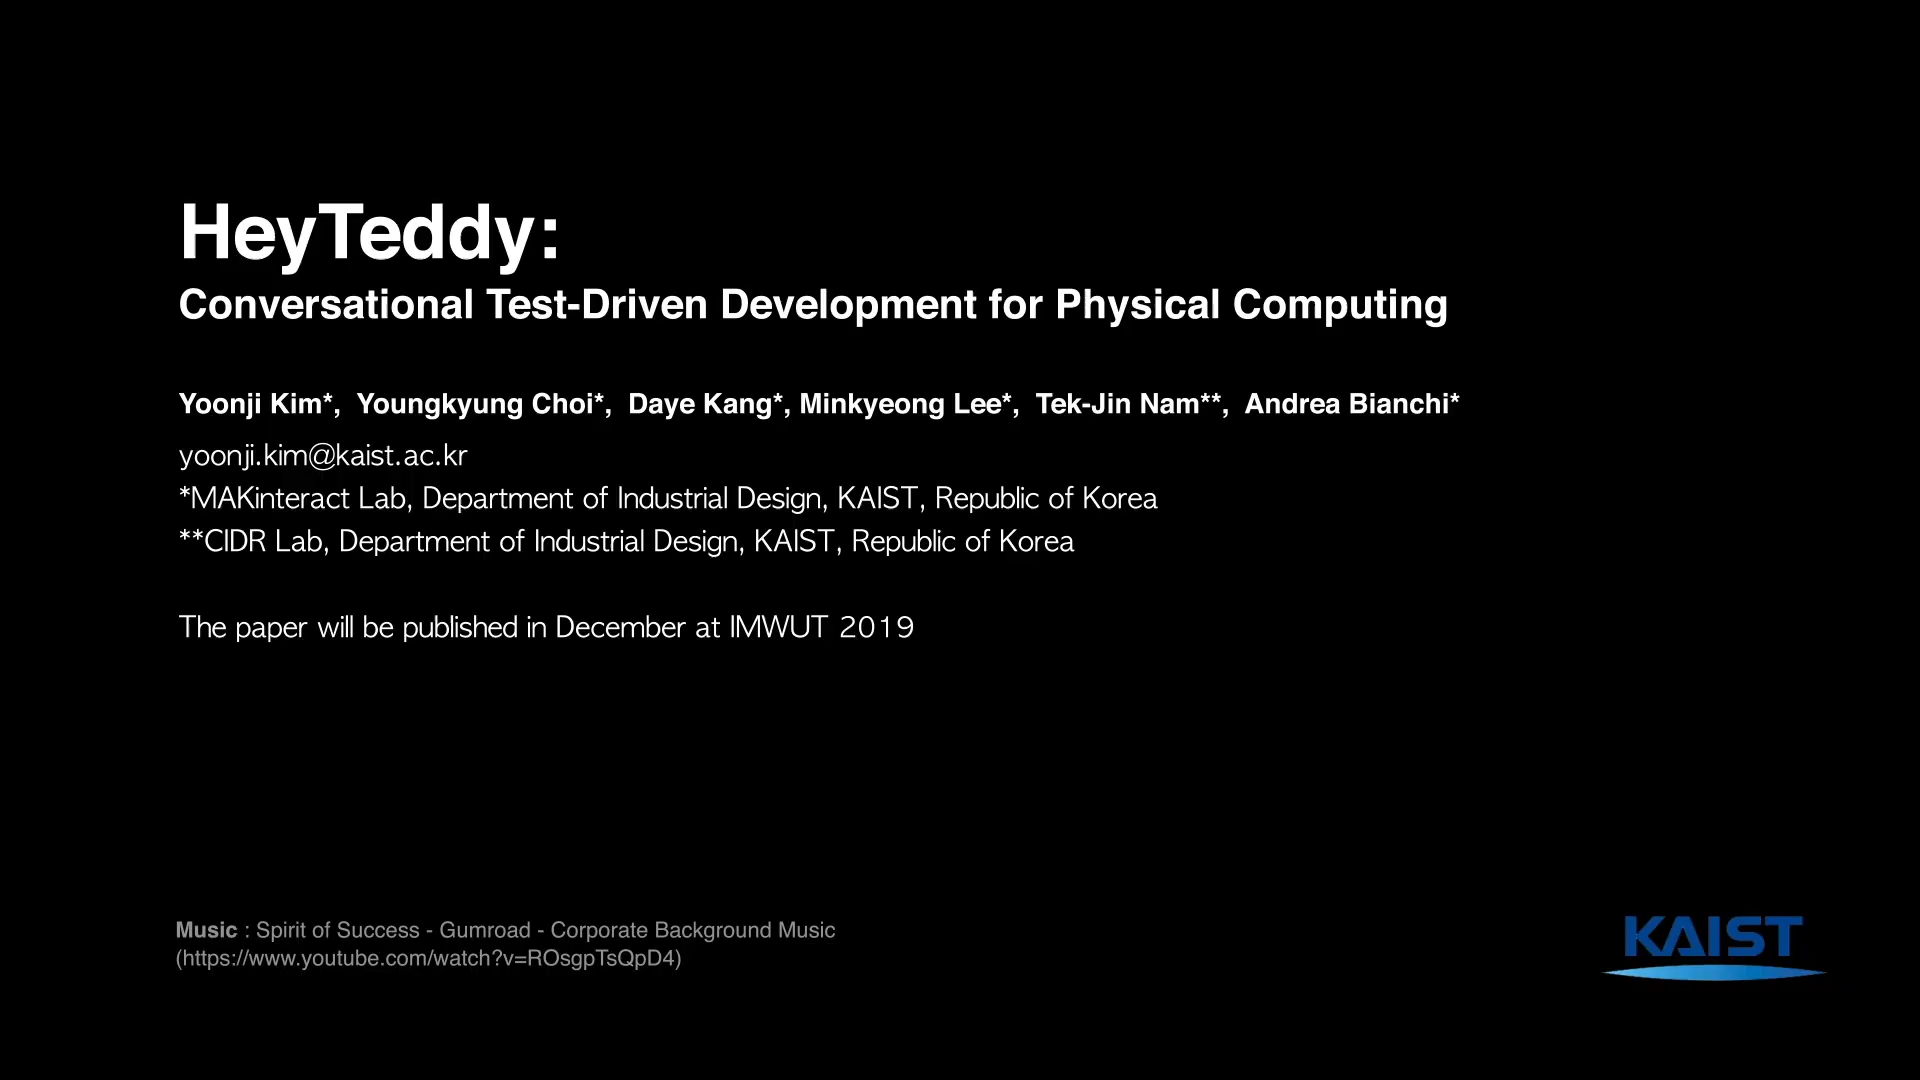 HeyTeddy:
Conversational Test-Driven Development for Physical Computing
Yoonji Kim*, Youngkyung Choi*, Daye Kang*, Minkyeong Lee*, Tek-Jin Nam**, Andrea Bianchi*
yoonji.kim@kaist.ac.kr
*MAKinteract Lab, Department of Industrial Design, KAIST, Republic of Korea
**CIDR Lab, Department of Industrial Design, KAIST, Republic of Korea
The paper will be published in December at IMWUT 2019
Music : Spirit of Success - Gumroad - Corporate Background Music
(https://www.youtube.com/watch?v=ROsgpTsQpD4)
KAIST